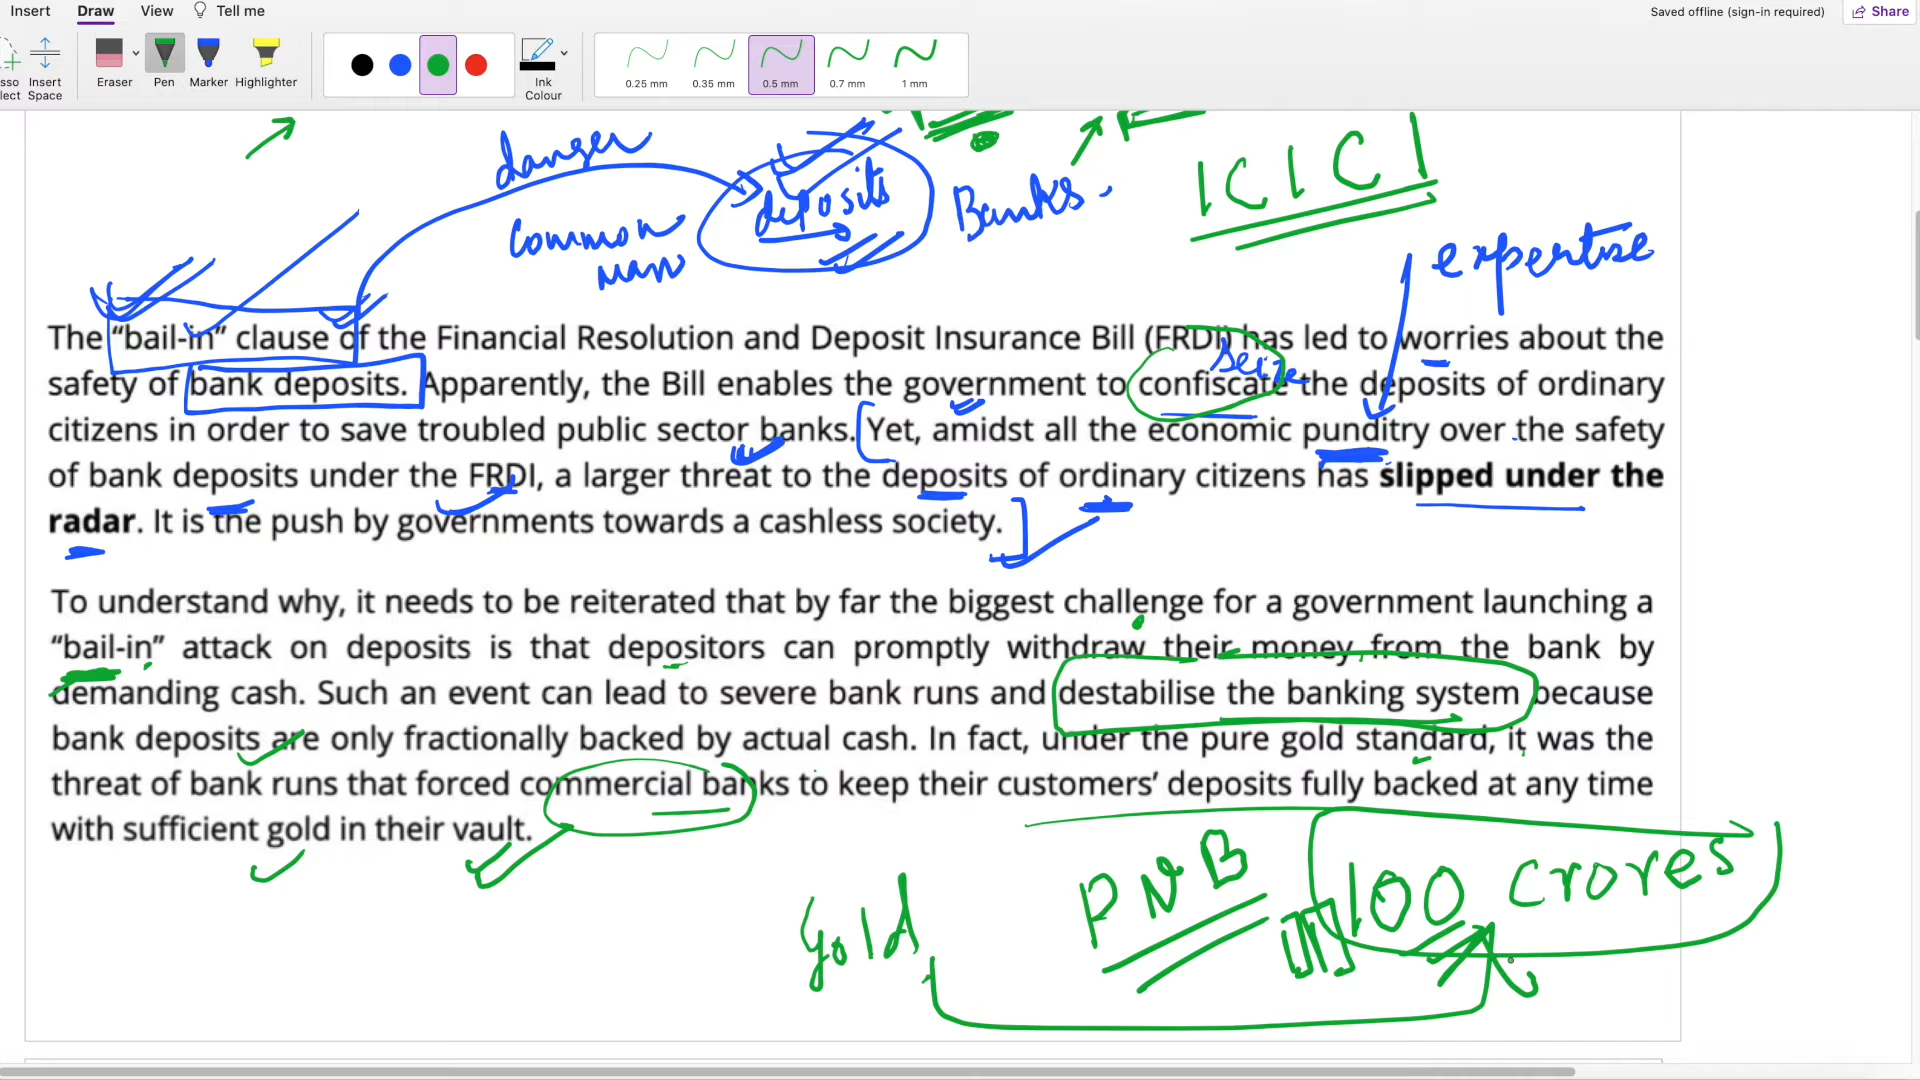 Insert Draw View Tell me
Saved offline (sign-in required) Share
sso
lect
Insert
Space
Eraser Pen Marker Highlighter
Ink
Colour
0.25 mm 0.35 mm 0.5 mm 0.7 mm 1 mm
danger
deposits
Banks.
ICICI
common
man
expertise
The “bail-in” clause of the Financial Resolution and Deposit Insurance Bill (FRDI) has led to worries about the
seize
safety of bank deposits. Apparently, the Bill enables the government to confiscate the deposits of ordinary
citizens in order to save troubled public sector banks. Yet, amidst all the economic punditry over the safety
of bank deposits under the FRDI, a larger threat to the deposits of ordinary citizens has slipped under the
radar. It is the push by governments towards a cashless society.
To understand why, it needs to be reiterated that by far the biggest challenge for a government launching a
“bail-in” attack on deposits is that depositors can promptly withdraw their money from the bank by
demanding cash. Such an event can lead to severe bank runs and destabilise the banking system because
bank deposits are only fractionally backed by actual cash. In fact, under the pure gold standard, it was the
threat of bank runs that forced commercial banks to keep their customers’ deposits fully backed at any time
with sufficient gold in their vault.
PNB
100 crores
gold